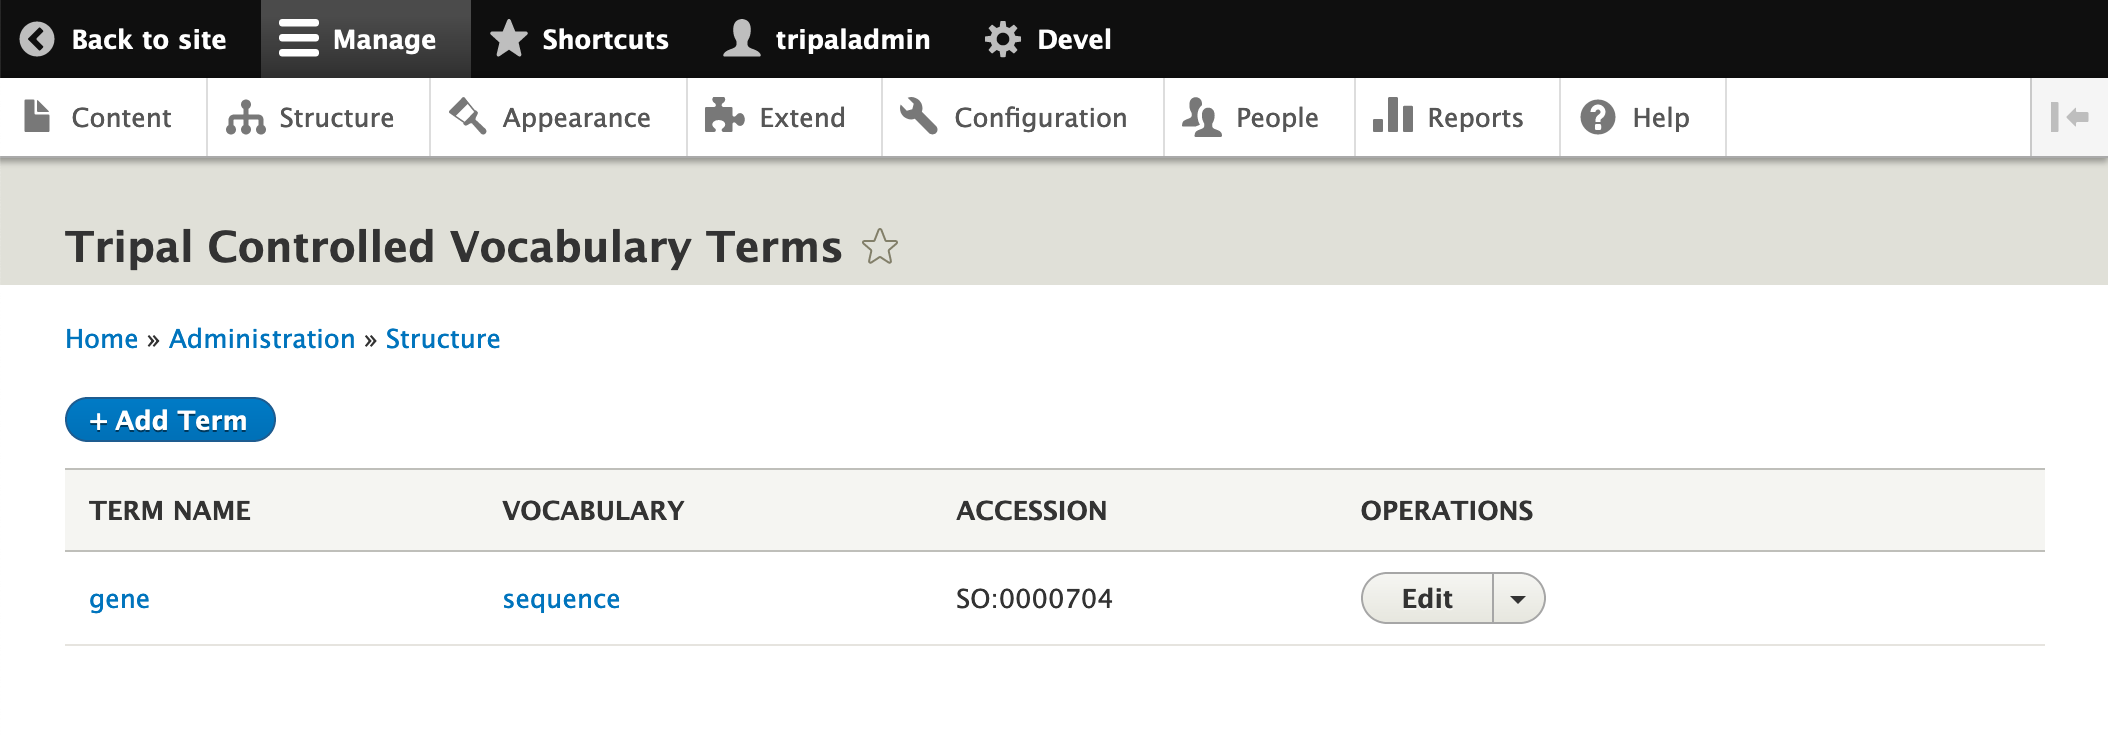 Back to site Manage Shortcuts tripaladmin Devel
Content Structure Appearance Extend Configuration People Reports Help
Tripal Controlled Vocabulary Terms
Home » Administration » Structure
+ Add Term
TERM NAME VOCABULARY ACCESSION OPERATIONS
gene sequence SO:0000704 Edit